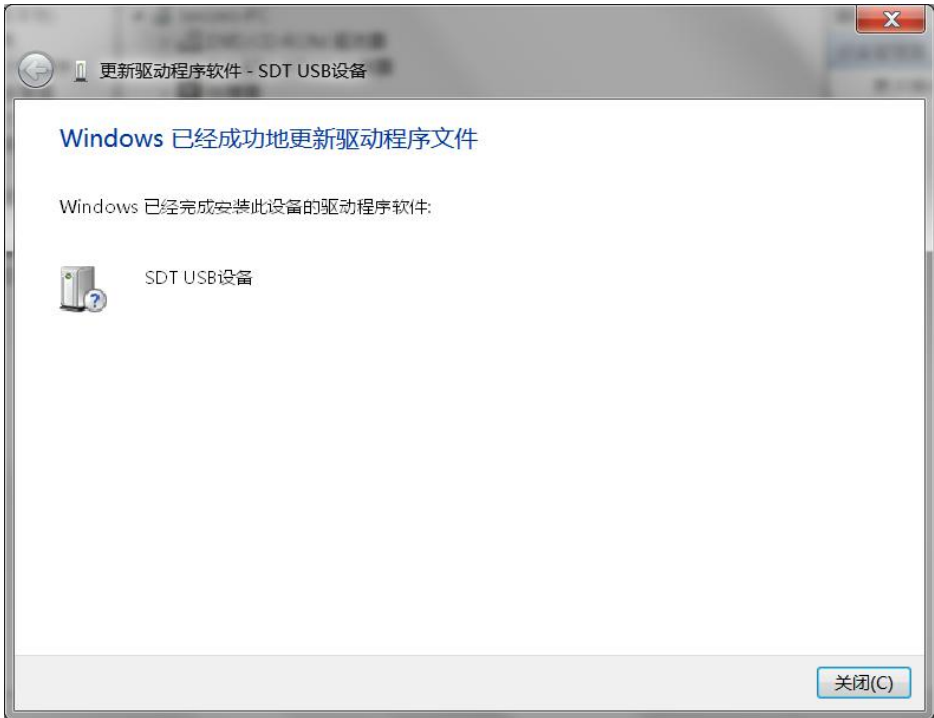 更新驱动程序软件 - SDT USB设备
Windows 已经成功地更新驱动程序文件
Windows 已经完成安装此设备的驱动程序软件:
SDT USB设备
关闭(C)